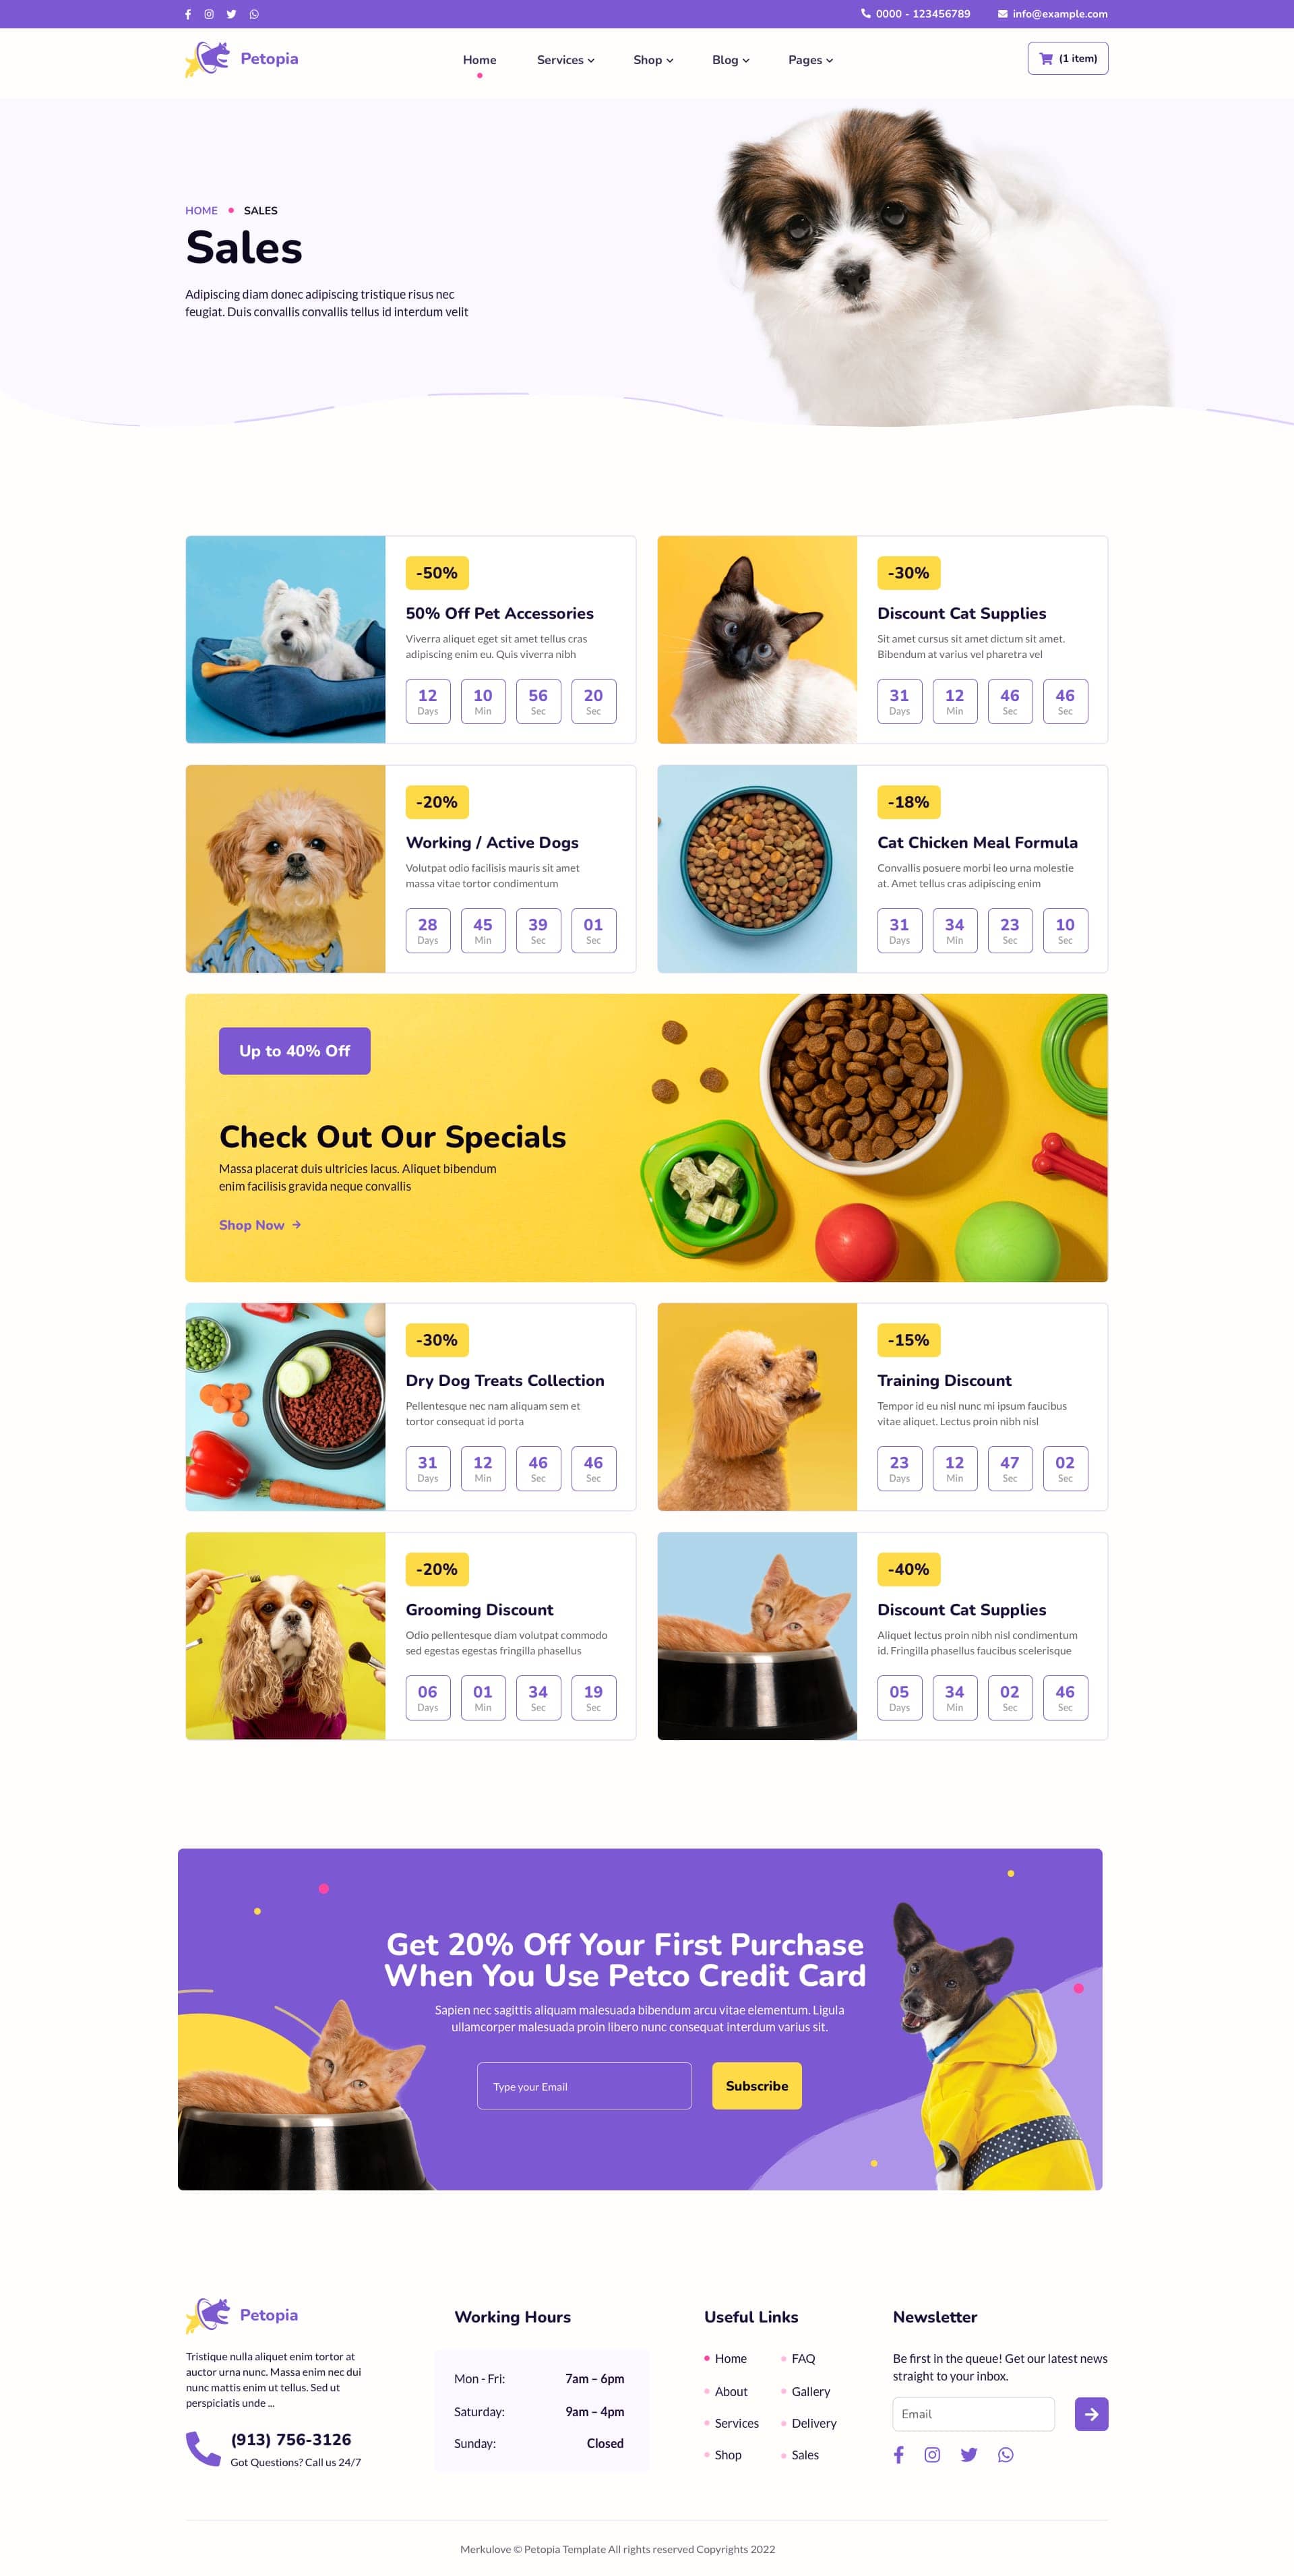 0000 - 123456789
info@example.com
Petopia
Home
Services
Shop
Blog
Pages
(1 item)
HOME
SALES
Sales
Adipiscing diam donec adipiscing tristique risus nec
feugiat. Duis convallis convallis tellus id interdum velit
-50%
50% Off Pet Accessories
Viverra aliquet eget sit amet tellus cras
adipiscing enim eu. Quis viverra nibh
12
Days
10
Min
56
Sec
20
Sec
-30%
Discount Cat Supplies
Sit amet cursus sit amet dictum sit amet.
Bibendum at varius vel pharetra vel
31
Days
12
Min
46
Sec
46
Sec
-20%
Working / Active Dogs
Volutpat odio facilisis mauris sit amet
massa vitae tortor condimentum
28
Days
45
Min
39
Sec
01
Sec
-18%
Cat Chicken Meal Formula
Convallis posuere morbi leo urna molestie
at. Amet tellus cras adipiscing enim
31
Days
34
Min
23
Sec
10
Sec
Up to 40% Off
Check Out Our Specials
Massa placerat duis ultricies lacus. Aliquet bibendum
enim facilisis gravida neque convallis
Shop Now
-30%
Dry Dog Treats Collection
Pellentesque nec nam aliquam sem et
tortor consequat id porta
31
Days
12
Min
46
Sec
46
Sec
-15%
Training Discount
Tempor id eu nisl nunc mi ipsum faucibus
vitae aliquet. Lectus proin nibh nisl
23
Days
12
Min
47
Sec
02
Sec
-20%
Grooming Discount
Odio pellentesque diam volutpat commodo
sed egestas egestas fringilla phasellus
06
Days
01
Min
34
Sec
19
Sec
-40%
Discount Cat Supplies
Aliquet lectus proin nibh nisl condimentum
id. Fringilla phasellus faucibus scelerisque
05
Days
34
Min
02
Sec
46
Sec
Get 20% Off Your First Purchase
When You Use Petco Credit Card
Sapien nec sagittis aliquam malesuada bibendum arcu vitae elementum. Ligula
ullamcorper malesuada proin libero nunc consequat interdum varius sit.
Type your Email
Subscribe
Petopia
Tristique nulla aliquet enim tortor at
auctor urna nunc. Massa enim nec dui
nunc mattis enim ut tellus. Sed ut
perspiciatis unde ...
(913) 756-3126
Got Questions? Call us 24/7
Working Hours
Mon - Fri:
7am – 6pm
Saturday:
9am – 4pm
Sunday:
Closed
Useful Links
Home
FAQ
About
Gallery
Services
Delivery
Shop
Sales
Newsletter
Be first in the queue! Get our latest news
straight to your inbox.
Email
Merkulove © Petopia Template All rights reserved Copyrights 2022